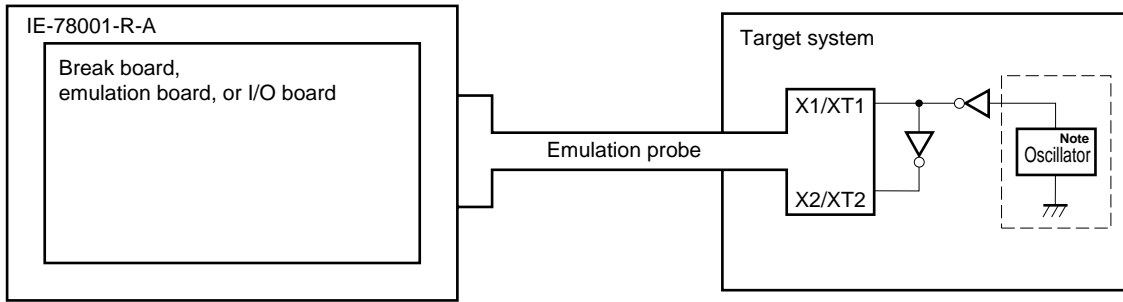 IE-78001-R-A
Break board,
emulation board, or I/O board
Emulation probe
Target system
X1/XT1
X2/XT2
Note
Oscillator